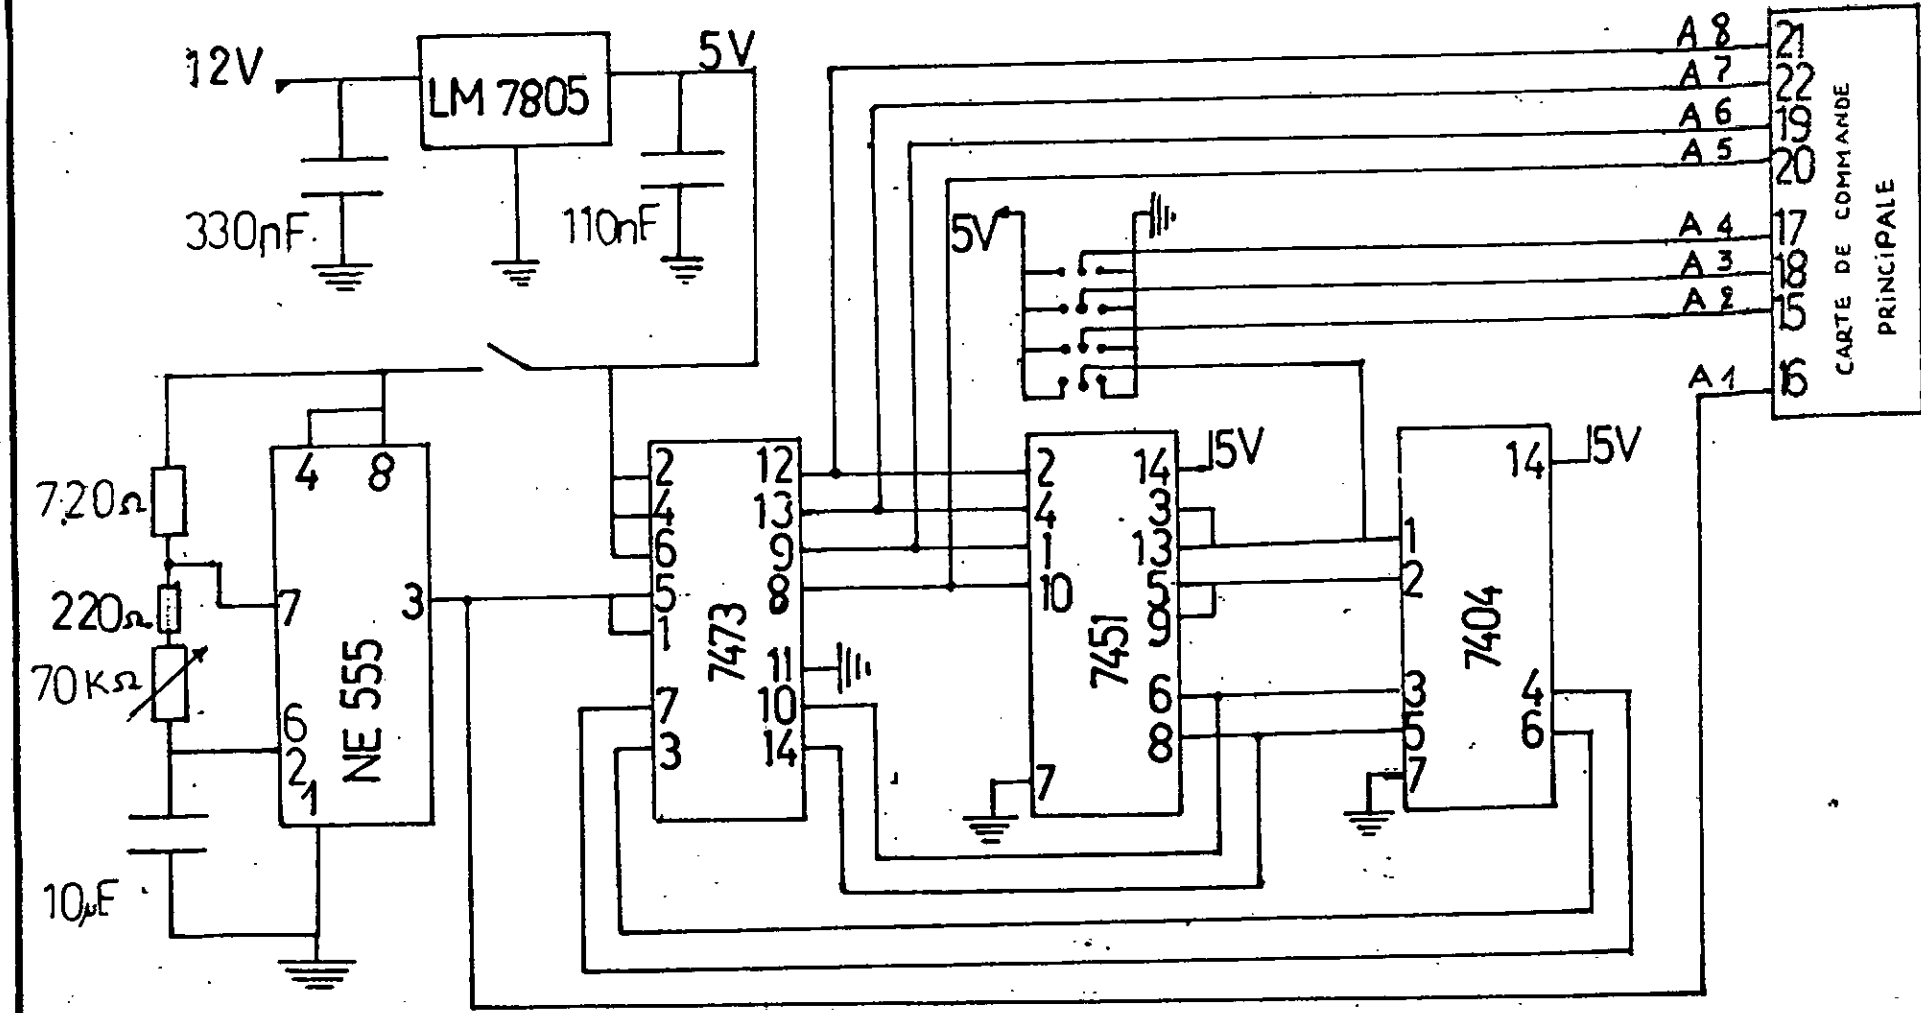 12V
LM 7805
5V
330nF
110nF
A 8
21
A 7
22
A 6
19
A 5
20
A 4
17
A 3
18
A 2
15
A 1
16
CARTE DE COMMANDE
PRINCIPALE
5V
720Ω
220Ω
70KΩ
10µF
4
8
7
3
6
2
1
NE 555
2
4
6
5
1
7
3
12
13
9
8
11
10
14
7473
2
4
1
10
7
14
3
13
5
9
6
8
7451
5V
1
2
3
5
7
14
4
6
7404
5V